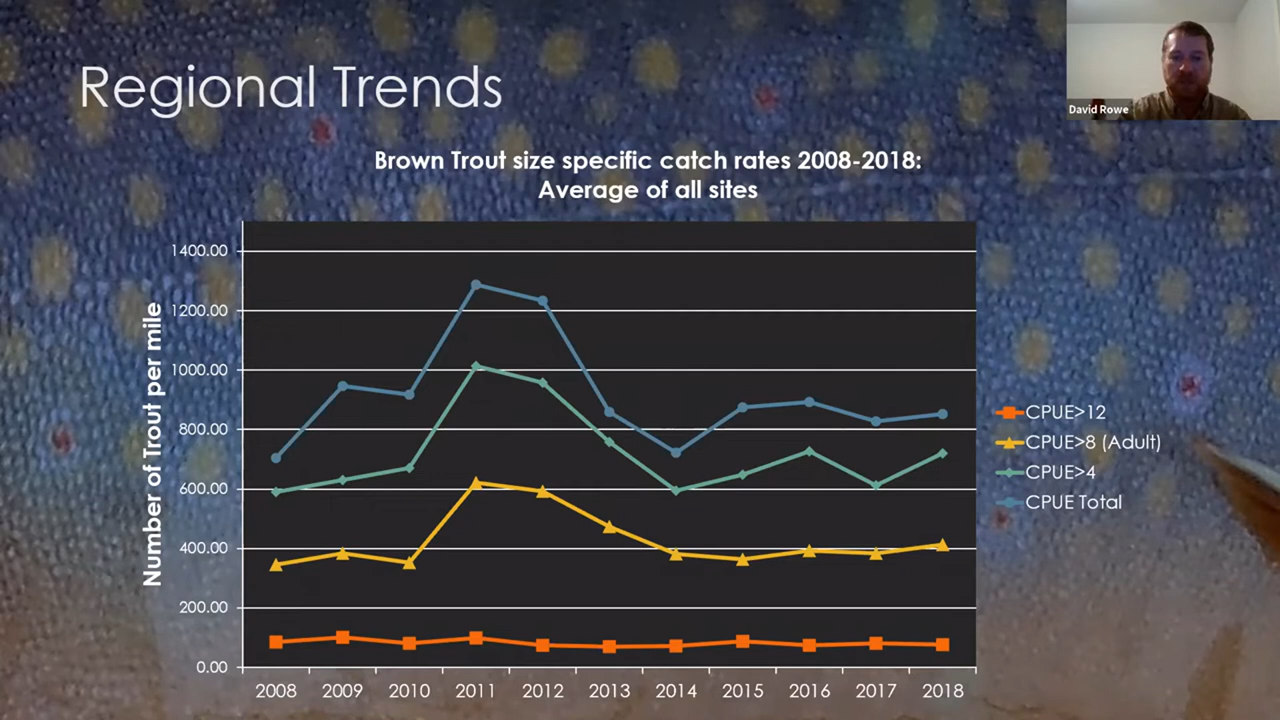 Regional Trends
David Rowe
Brown Trout size specific catch rates 2008-2018:
Average of all sites
Number of Trout per mile
1400.00
1200.00
1000.00
800.00
600.00
400.00
200.00
0.00
2008 2009 2010 2011 2012 2013 2014 2015 2016 2017 2018
CPUE>12
CPUE>8 (Adult)
CPUE>4
CPUE Total